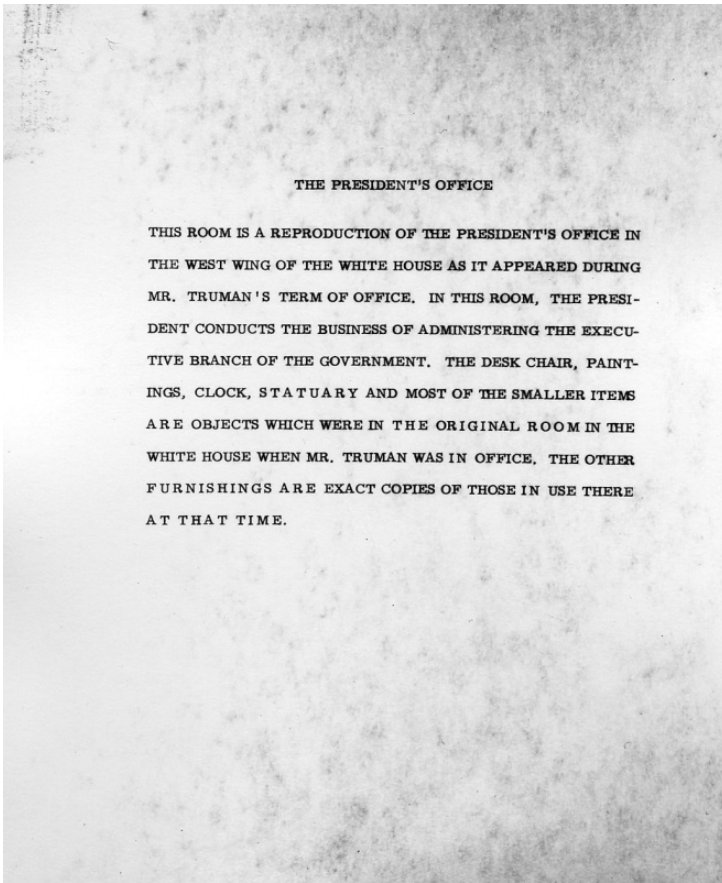 THE PRESIDENT'S OFFICE
THIS ROOM IS A REPRODUCTION OF THE PRESIDENT'S OFFICE IN
THE WEST WING OF THE WHITE HOUSE AS IT APPEARED DURING
MR. TRUMAN'S TERM OF OFFICE. IN THIS ROOM, THE PRESI-
DENT CONDUCTS THE BUSINESS OF ADMINISTERING THE EXECU-
TIVE BRANCH OF THE GOVERNMENT. THE DESK CHAIR, PAINT-
INGS, CLOCK, STATUARY AND MOST OF THE SMALLER ITEMS
ARE OBJECTS WHICH WERE IN THE ORIGINAL ROOM IN THE
WHITE HOUSE WHEN MR. TRUMAN WAS IN OFFICE. THE OTHER
FURNISHINGS ARE EXACT COPIES OF THOSE IN USE THERE
AT THAT TIME.